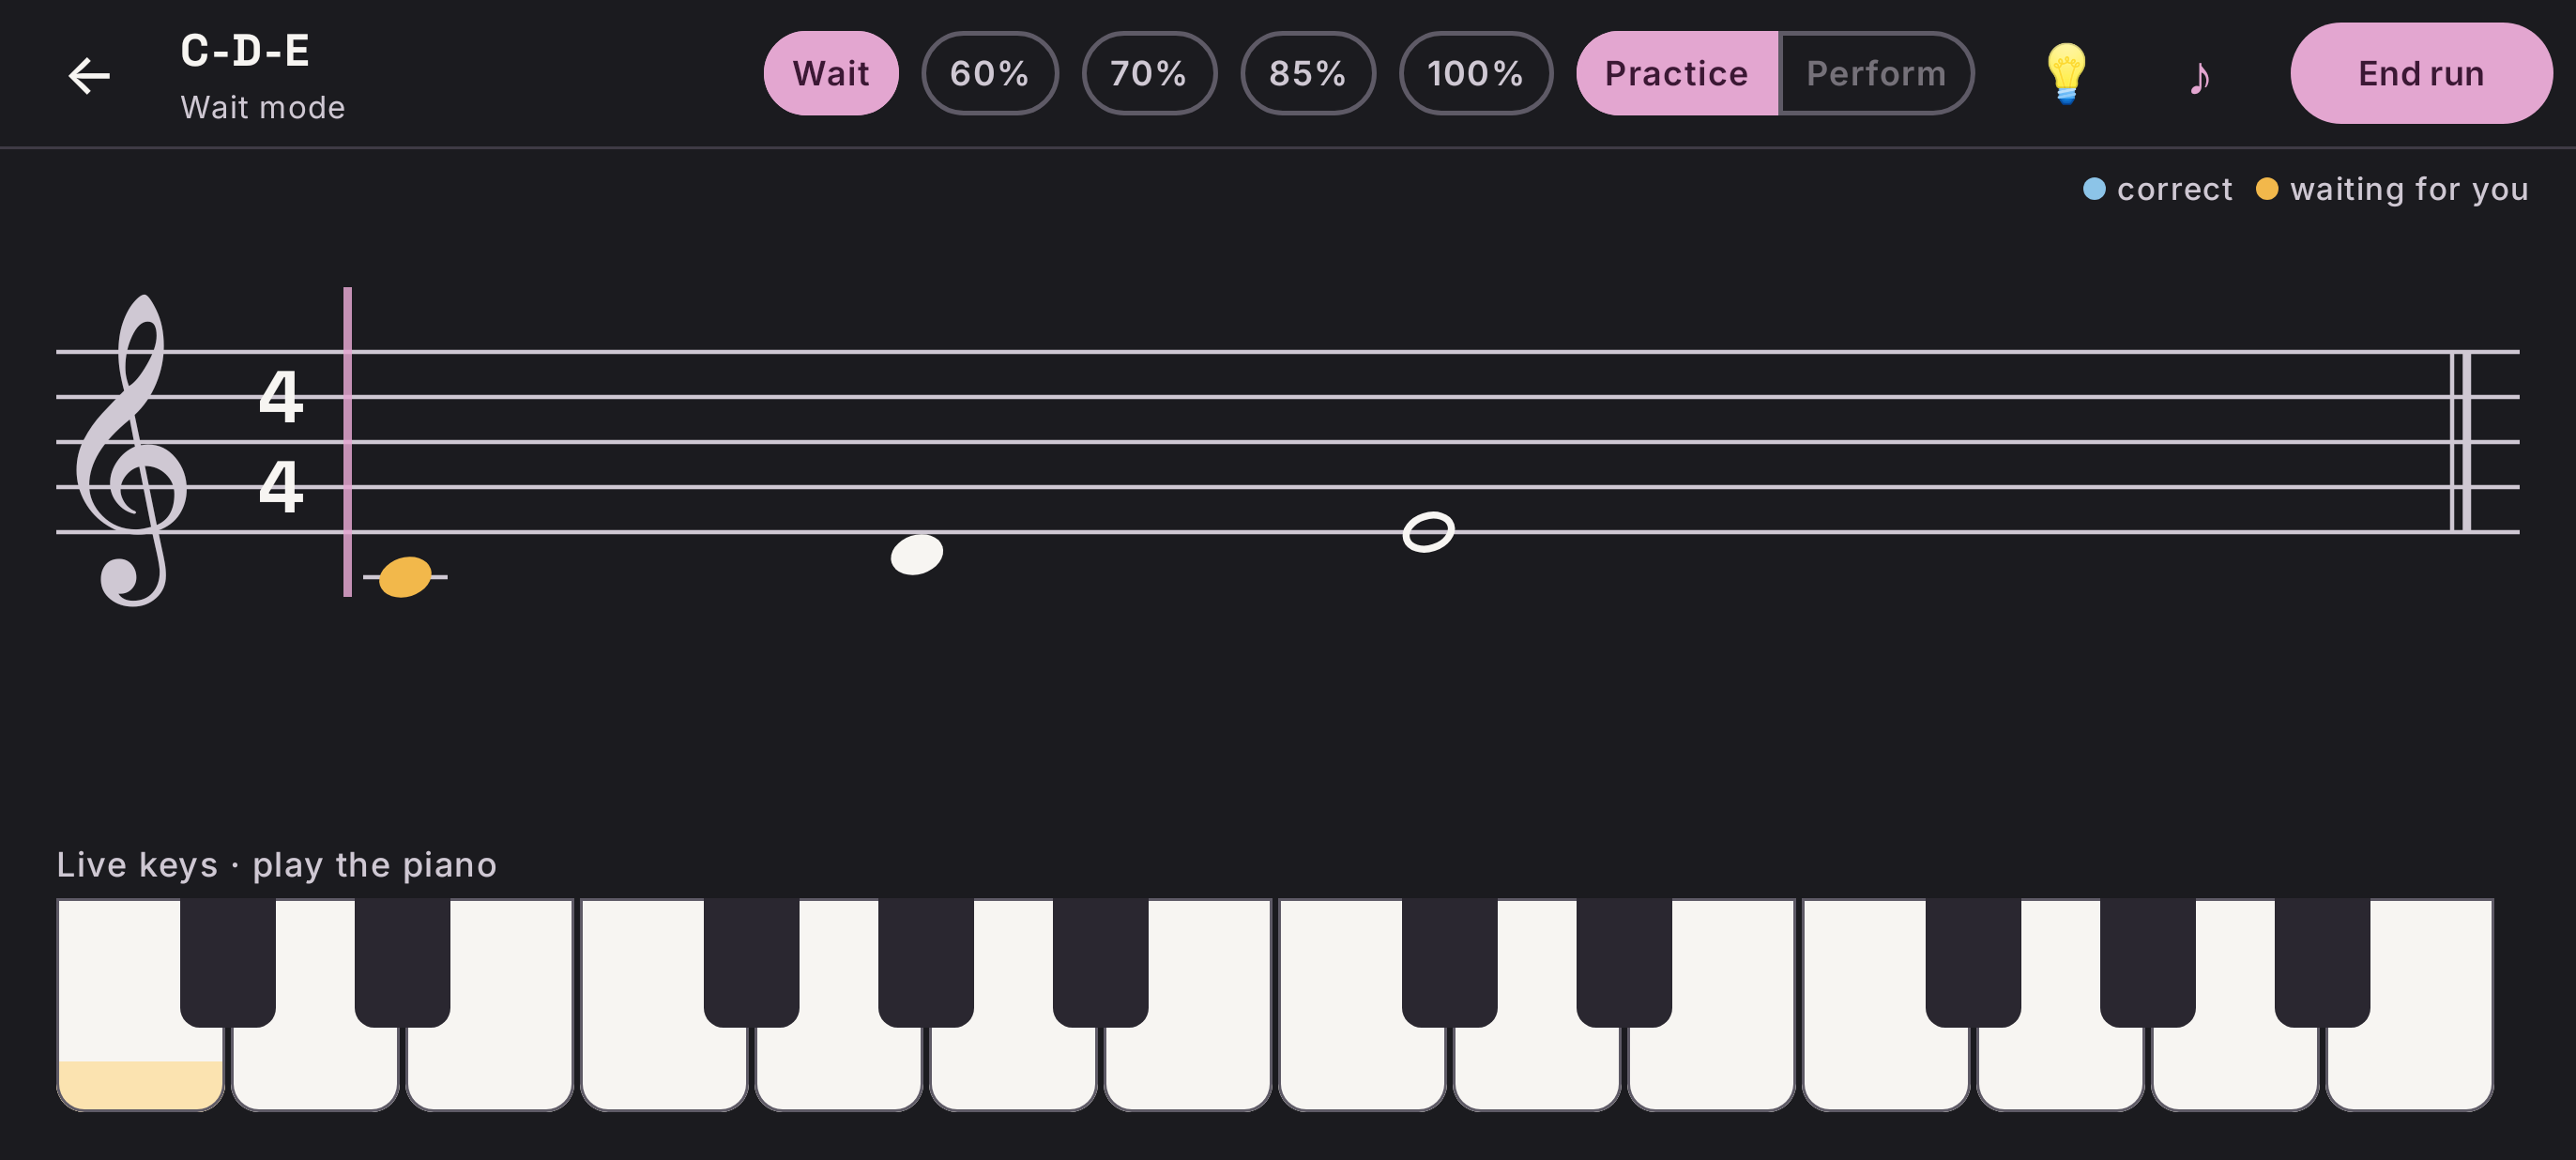 C-D-E
Wait mode
Wait 60% 70% 85% 100% Practice Perform End run
correct waiting for you
4
4
Live keys · play the piano